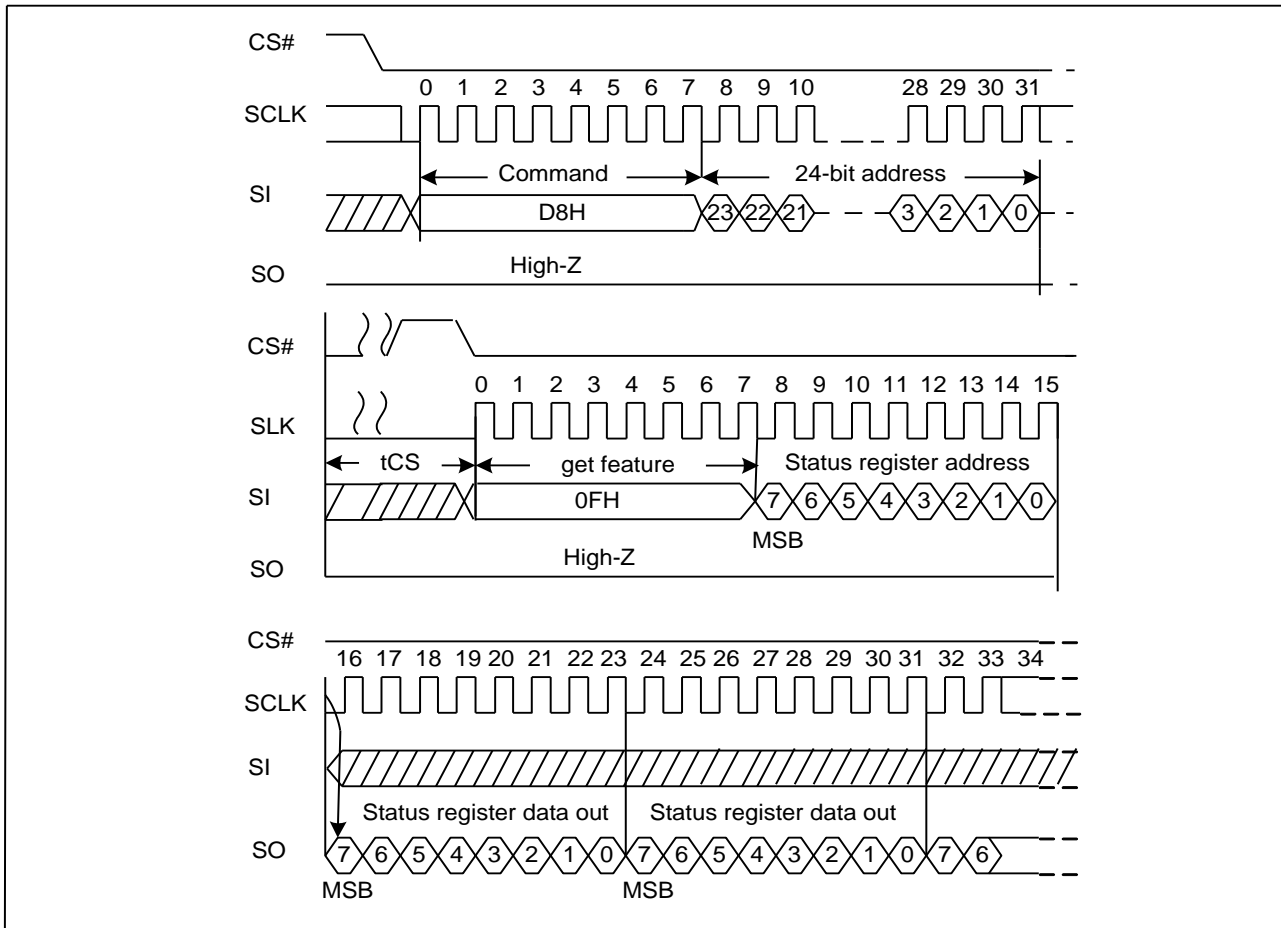 CS#
0 1 2 3 4 5 6 7 8 9 10 28 29 30 31
SCLK
Command 24-bit address
SI
D8H 23 22 21 3 2 1 0
High-Z
SO
CS#
0 1 2 3 4 5 6 7 8 9 10 11 12 13 14 15
SLK
tCS get feature Status register address
SI
0FH 7 6 5 4 3 2 1 0
MSB
High-Z
SO
CS#
16 17 18 19 20 21 22 23 24 25 26 27 28 29 30 31 32 33 34
SCLK
SI
Status register data out Status register data out
SO
7 6 5 4 3 2 1 0 7 6 5 4 3 2 1 0 7 6
MSB MSB